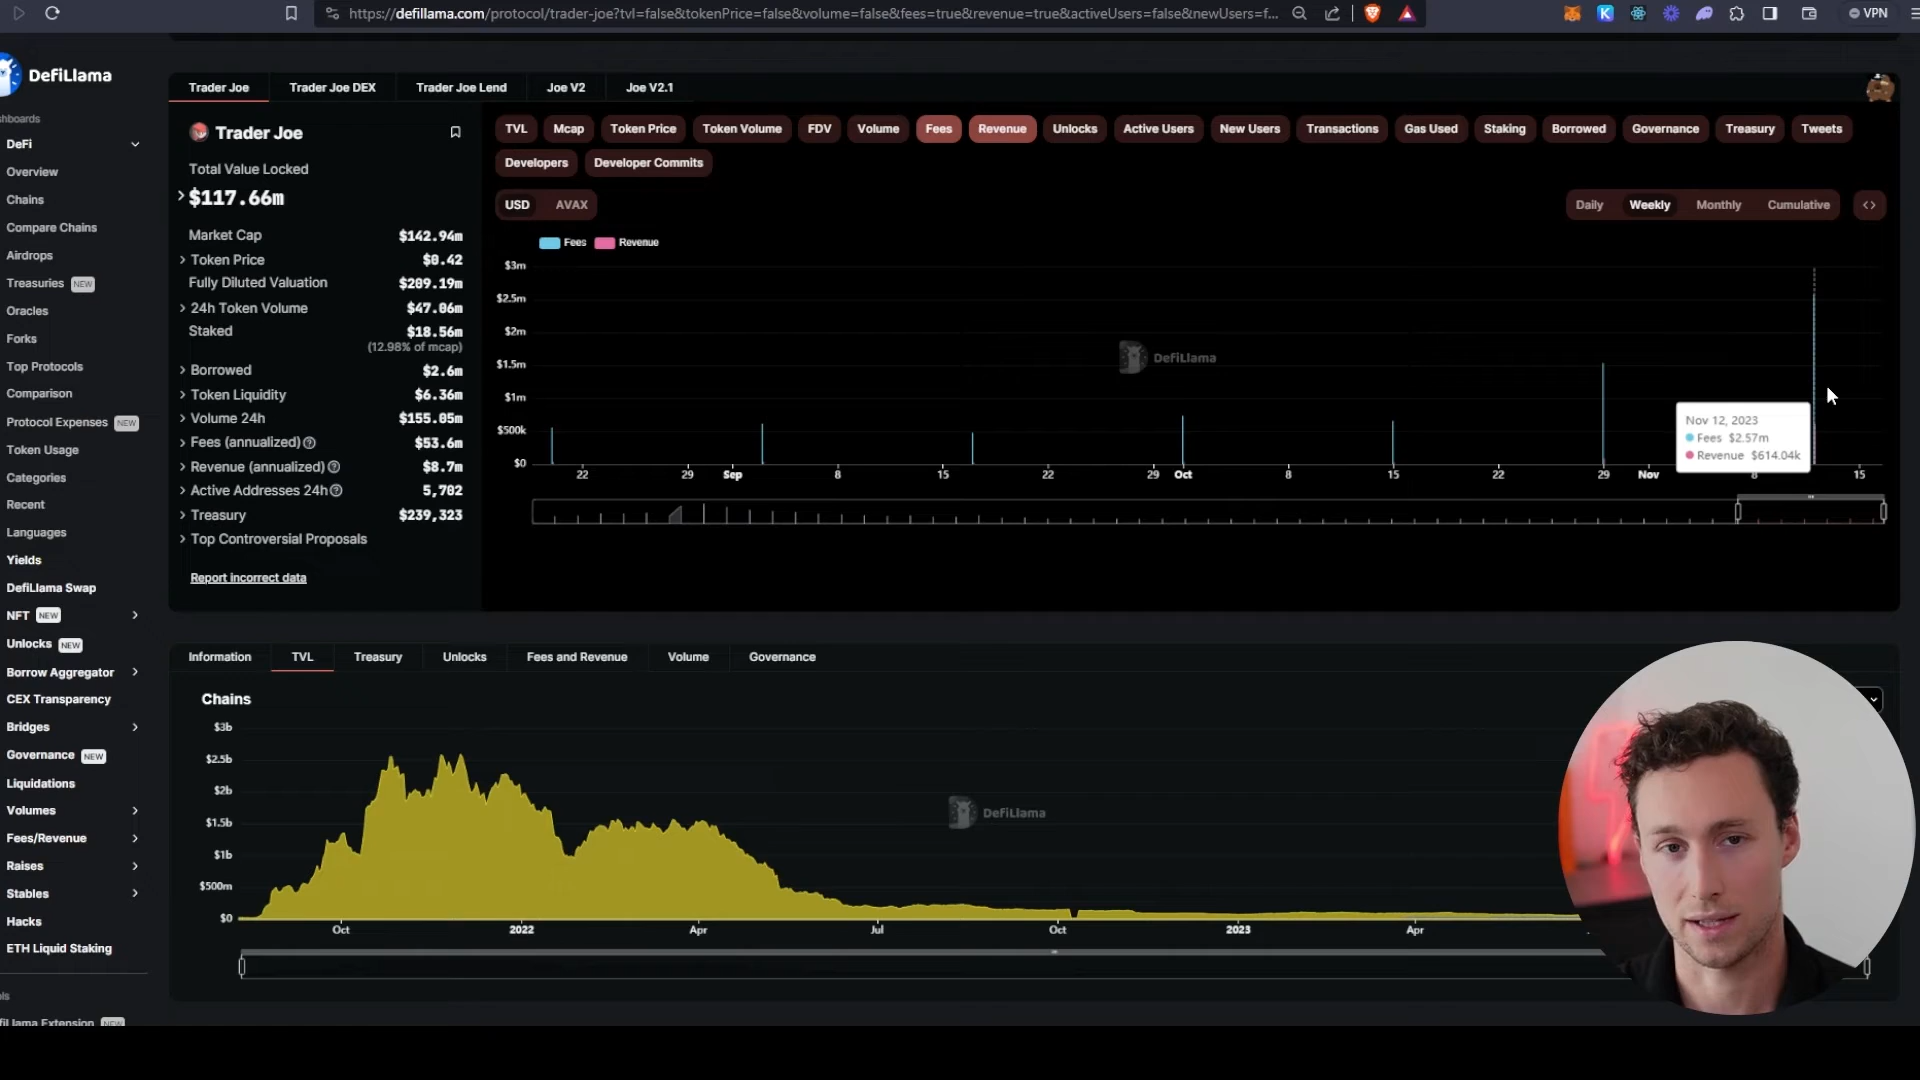 https://defillama.com/protocol/trader-joe?tvl=false&tokenPrice=false&volume=false&fees=true&revenue=true&activeUsers=false&newUsers=f...
VPN
DefiLlama
DeFi
Overview
Chains
Compare Chains
Airdrops
Treasuries NEW
Oracles
Forks
Top Protocols
Comparison
Protocol Expenses NEW
Token Usage
Categories
Recent
Languages
Yields
DefiLlama Swap
NFT NEW
Unlocks NEW
Borrow Aggregator
CEX Transparency
Bridges
Governance NEW
Liquidations
Volumes
Fees/Revenue
Raises
Stables
Hacks
ETH Liquid Staking
Trader Joe Trader Joe DEX Trader Joe Lend Joe V2 Joe V2.1
Trader Joe
Total Value Locked
$117.66m
Market Cap $142.94m
Token Price $0.42
Fully Diluted Valuation $209.19m
24h Token Volume $47.06m
Staked $18.56m
(12.98% of mcap)
Borrowed $2.6m
Token Liquidity $6.36m
Volume 24h $155.05m
Fees (annualized) $53.6m
Revenue (annualized) $8.7m
Active Addresses 24h 5,702
Treasury $239,323
Top Controversial Proposals
Report incorrect data
TVL Mcap Token Price Token Volume FDV Volume Fees Revenue Unlocks Active Users New Users Transactions Gas Used Staking Borrowed Governance Treasury Tweets
Developers Developer Commits
USD AVAX
Daily Weekly Monthly Cumulative
Fees Revenue
$3m
$2.5m
$2m
$1.5m
$1m
$500k
$0
DefiLlama
Nov 12, 2023
Fees $2.57m
Revenue $614.04k
22 29 Sep 8 15 22 29 Oct 8 15 22 29 Nov 8 15
Information TVL Treasury Unlocks Fees and Revenue Volume Governance
Chains
$3b
$2.5b
$2b
$1.5b
$1b
$500m
$0
DefiLlama
Oct 2022 Apr Jul Oct 2023 Apr